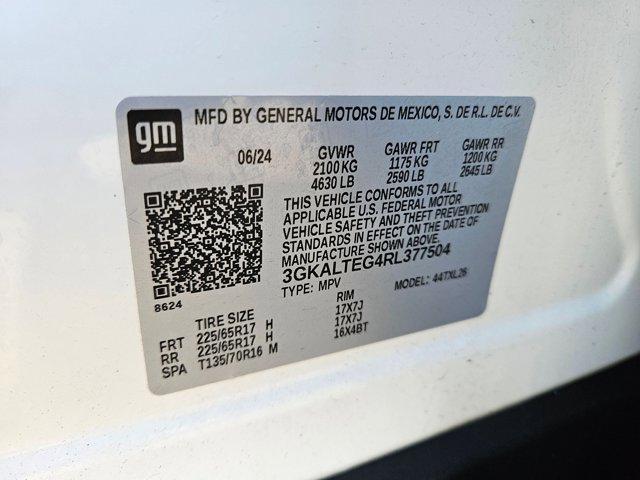 gm
MFD BY GENERAL MOTORS DE MEXICO, S. DE R.L. DE C.V.
06/24 GVWR GAWR FRT GAWR RR
2100 KG 1175 KG 1200 KG
4630 LB 2590 LB 2645 LB
THIS VEHICLE CONFORMS TO ALL
APPLICABLE U.S. FEDERAL MOTOR
VEHICLE SAFETY AND THEFT PREVENTION
STANDARDS IN EFFECT ON THE DATE OF
MANUFACTURE SHOWN ABOVE.
3GKALTEG4RL377504
8624
TYPE: MPV MODEL: 44TXL26
TIRE SIZE RIM
FRT 225/65R17 H 17X7J
RR 225/65R17 H 17X7J
SPA T135/70R16 M 16X4BT